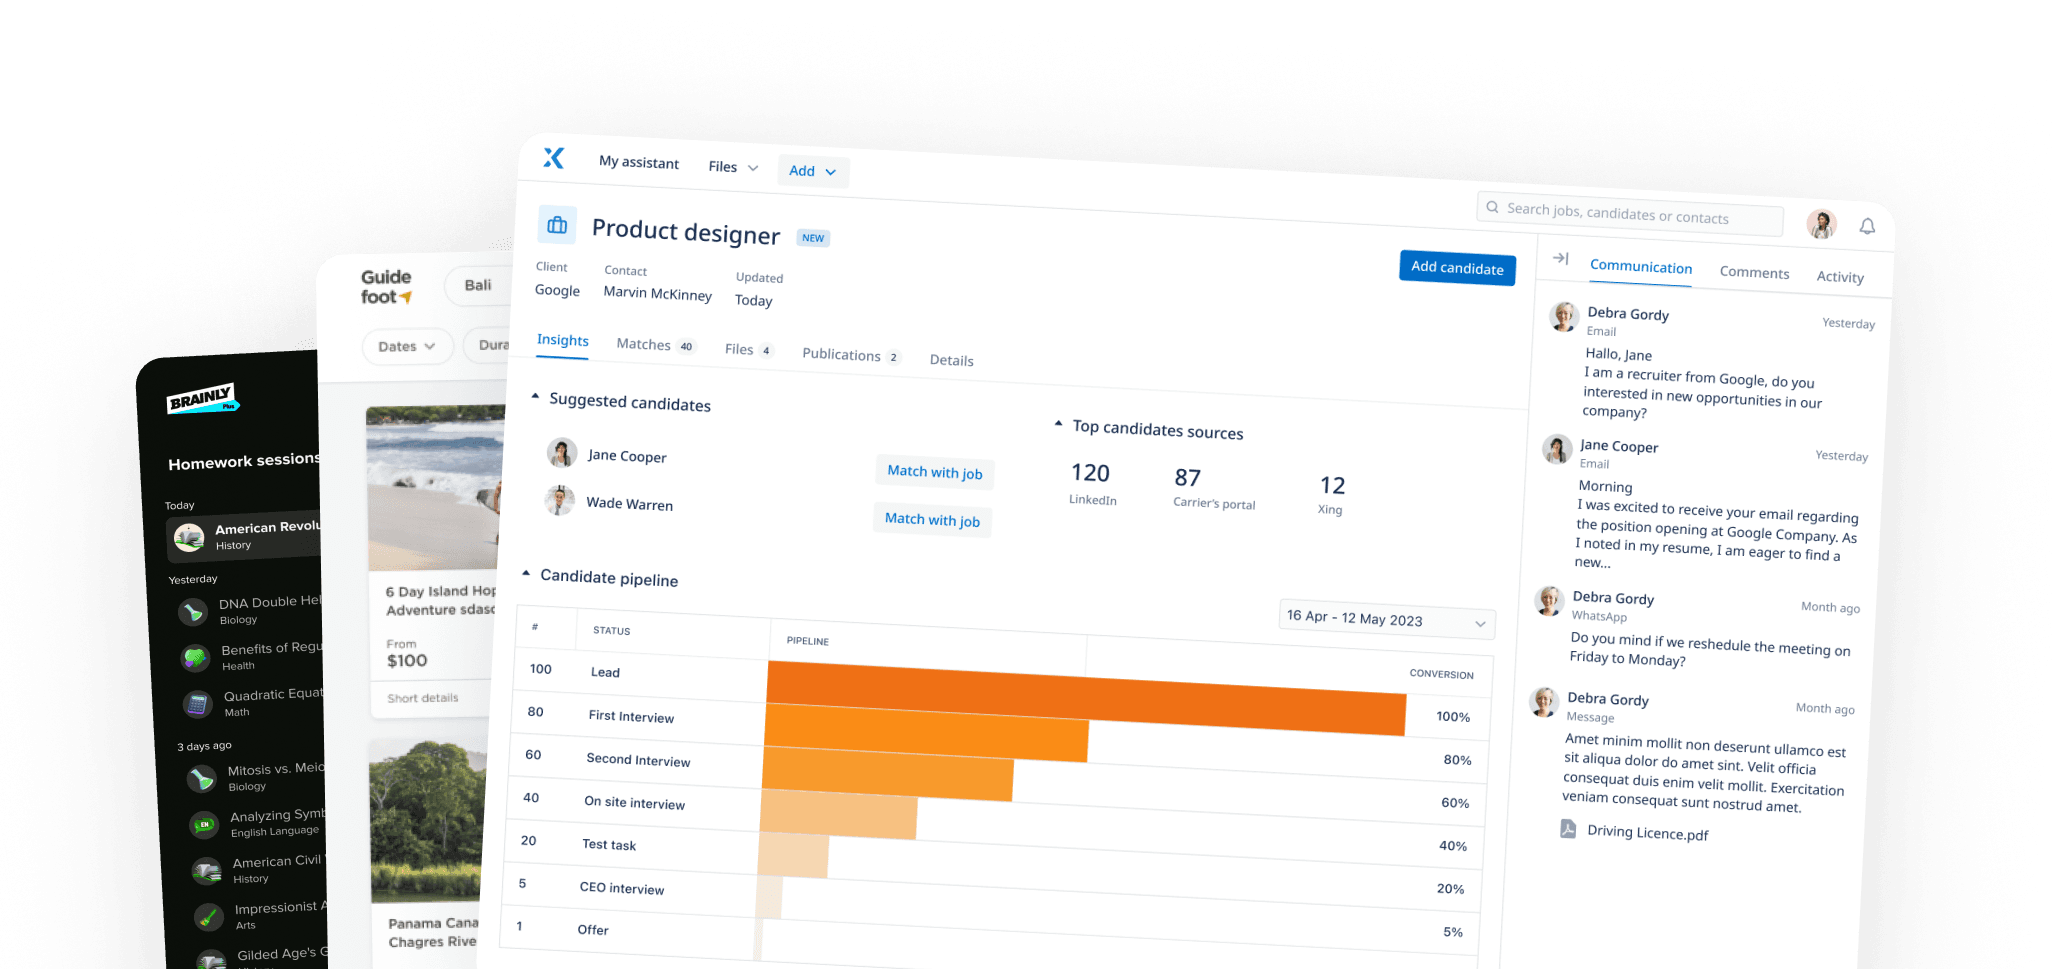 My assistant
Files
Add
Search jobs, candidates or contacts
Product designer
NEW
Client
Google
Contact
Marvin McKinney
Updated
Today
Add candidate
Insights
Matches 40
Files 4
Publications 2
Details
Suggested candidates
Jane Cooper
Match with job
Wade Warren
Match with job
Top candidates sources
120
LinkedIn
87
Carrier's portal
12
Xing
Candidate pipeline
16 Apr - 12 May 2023
#
STATUS
PIPELINE
CONVERSION
100
Lead
100%
80
First Interview
80%
60
Second Interview
60%
40
On site interview
40%
20
Test task
20%
5
CEO interview
5%
1
Offer
Communication
Comments
Activity
Debra Gordy
Yesterday
Email
Hallo, Jane
I am a recruiter from Google, do you
interested in new opportunities in our
company?
Jane Cooper
Yesterday
Email
Morning
I was excited to receive your email regarding
the position opening at Google Company. As
I noted in my resume, I am eager to find a
new...
Debra Gordy
Month ago
WhatsApp
Do you mind if we reshedule the meeting on
Friday to Monday?
Debra Gordy
Month ago
Message
Amet minim mollit non deserunt ullamco est
sit aliqua dolor do amet sint. Velit officia
consequat duis enim velit mollit. Exercitation
veniam consequat sunt nostrud amet.
Driving Licence.pdf
Guide
foot
Bali
Dates
Dura
6 Day Island Hop
Adventure sdasd
From
$100
Short details
Panama Cana
Chagres Rive
BRAINLY
Plus
Homework sessions
Today
American Revolu
History
Yesterday
DNA Double Hel
Biology
Benefits of Regu
Health
Quadratic Equat
Math
3 days ago
Mitosis vs. Meio
Biology
EN
Analyzing Symb
English Language
American Civil
History
Impressionist A
Arts
Gilded Age's G